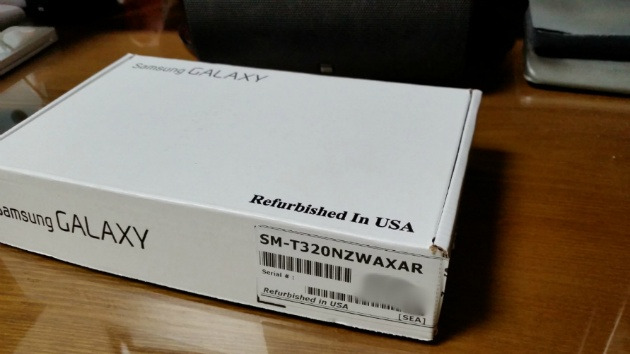 Samsung GALAXY
Refurbished In USA
Samsung GALAXY
SM-T320NZWAXAR
Serial # :
Refurbished in USA
[SEA]